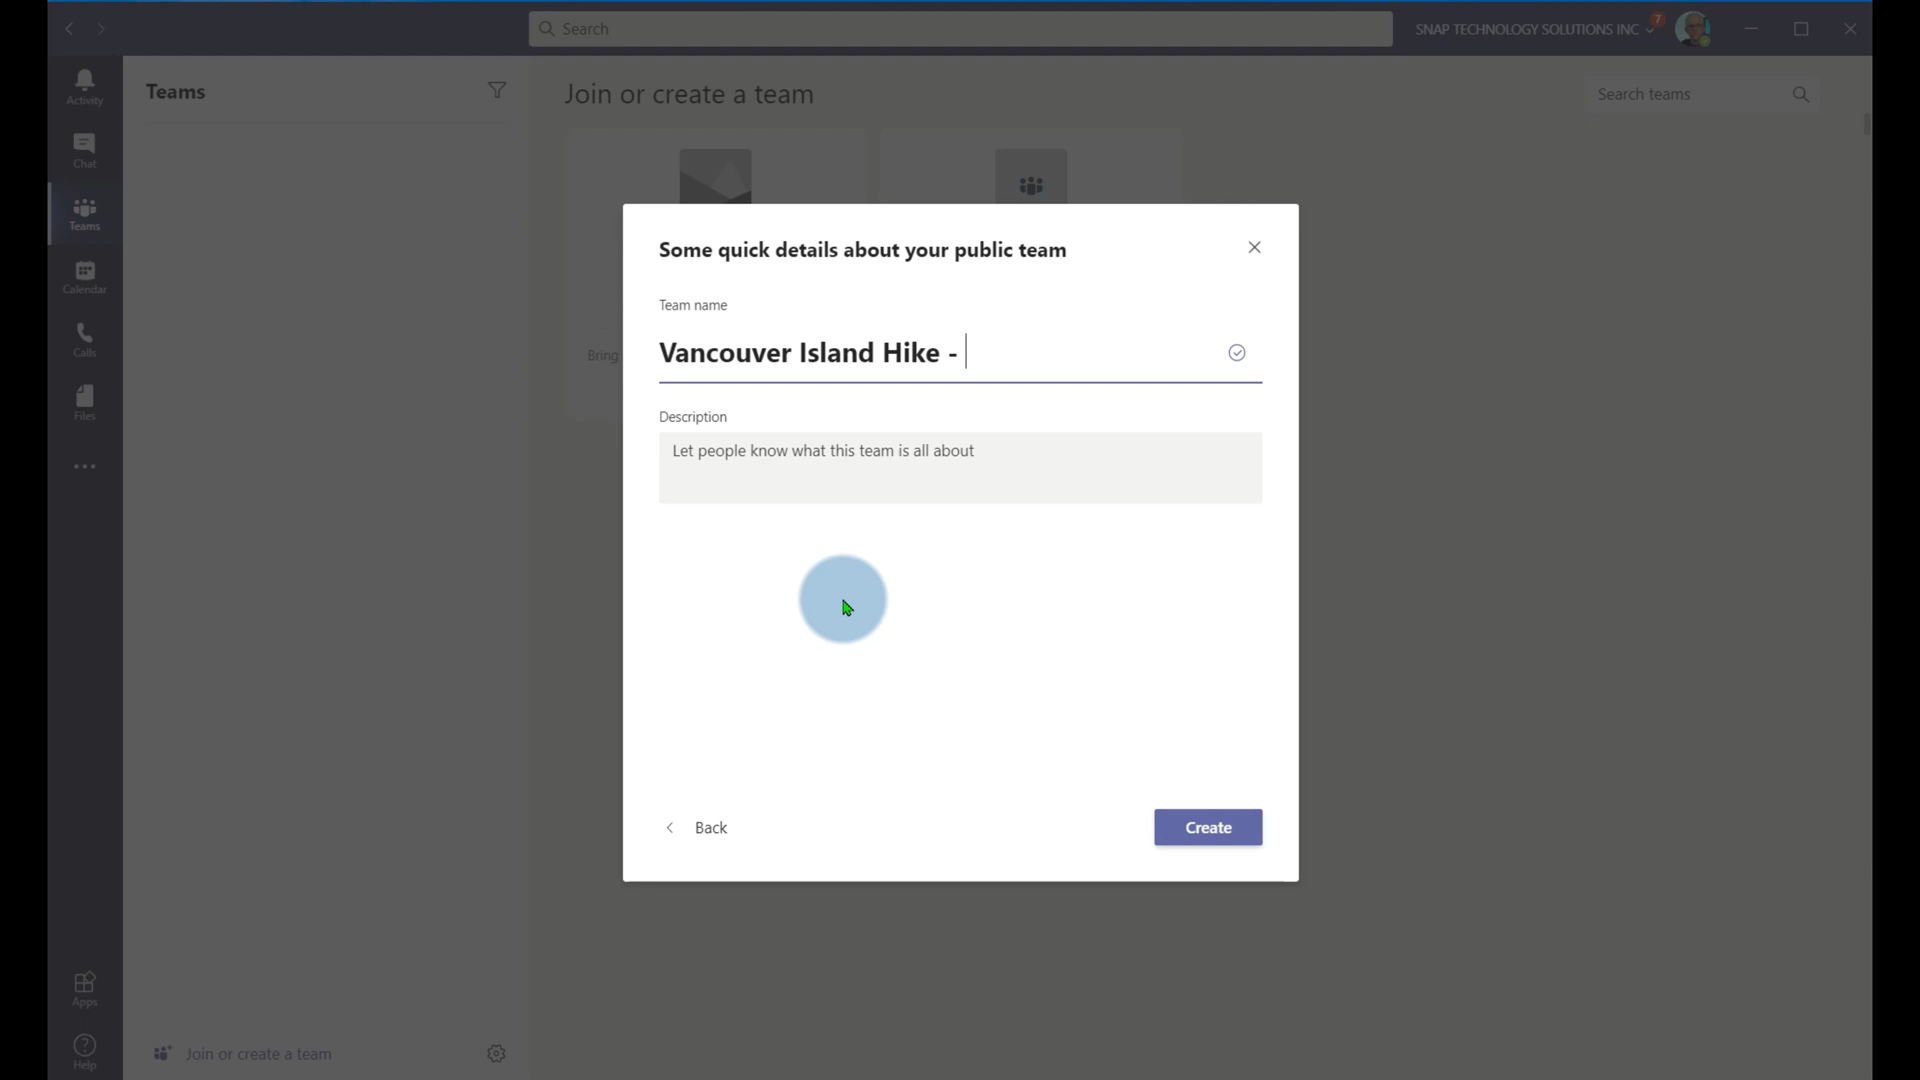 Search
SNAP TECHNOLOGY SOLUTIONS INC
7
Activity
Chat
Teams
Calendar
Calls
Files
Apps
Help
Teams
Join or create a team
Join or create a team
Search teams
Bring
Some quick details about your public team
Team name
Vancouver Island Hike -
Description
Let people know what this team is all about
Back
Create